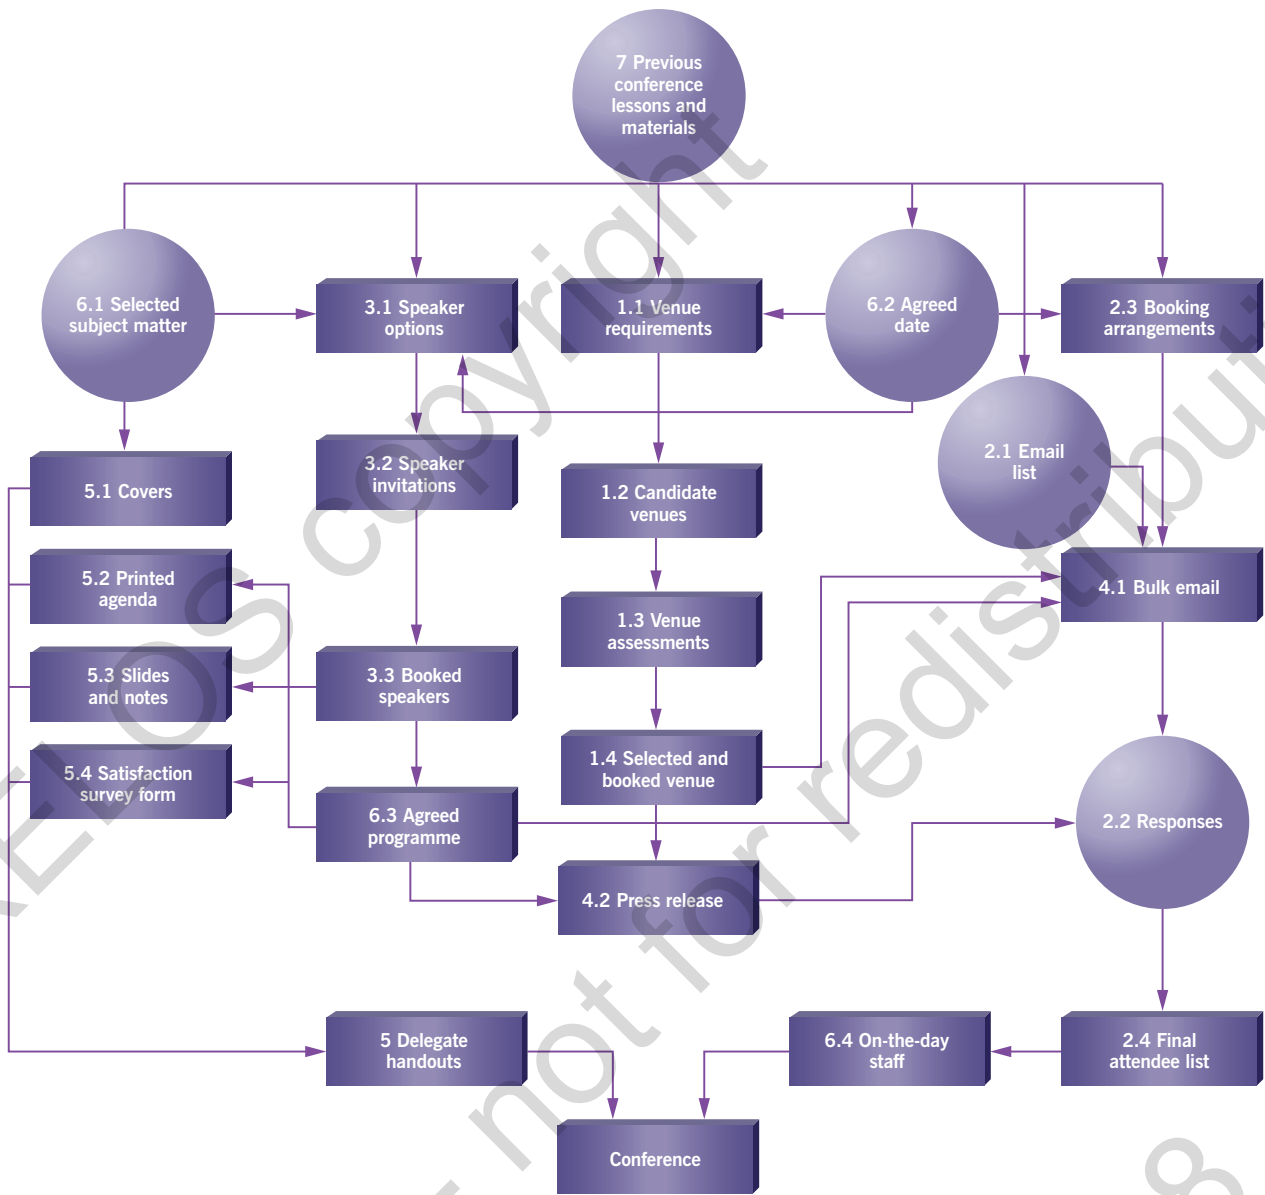 7 Previous
conference
lessons and
materials
6.1 Selected
subject matter
3.1 Speaker
options
1.1 Venue
requirements
6.2 Agreed
date
2.3 Booking
arrangements
2.1 Email
list
5.1 Covers
3.2 Speaker
invitations
1.2 Candidate
venues
5.2 Printed
agenda
4.1 Bulk email
1.3 Venue
assessments
5.3 Slides
and notes
3.3 Booked
speakers
5.4 Satisfaction
survey form
1.4 Selected and
booked venue
6.3 Agreed
programme
2.2 Responses
4.2 Press release
5 Delegate
handouts
6.4 On-the-day
staff
2.4 Final
attendee list
Conference
copyright
not for
8